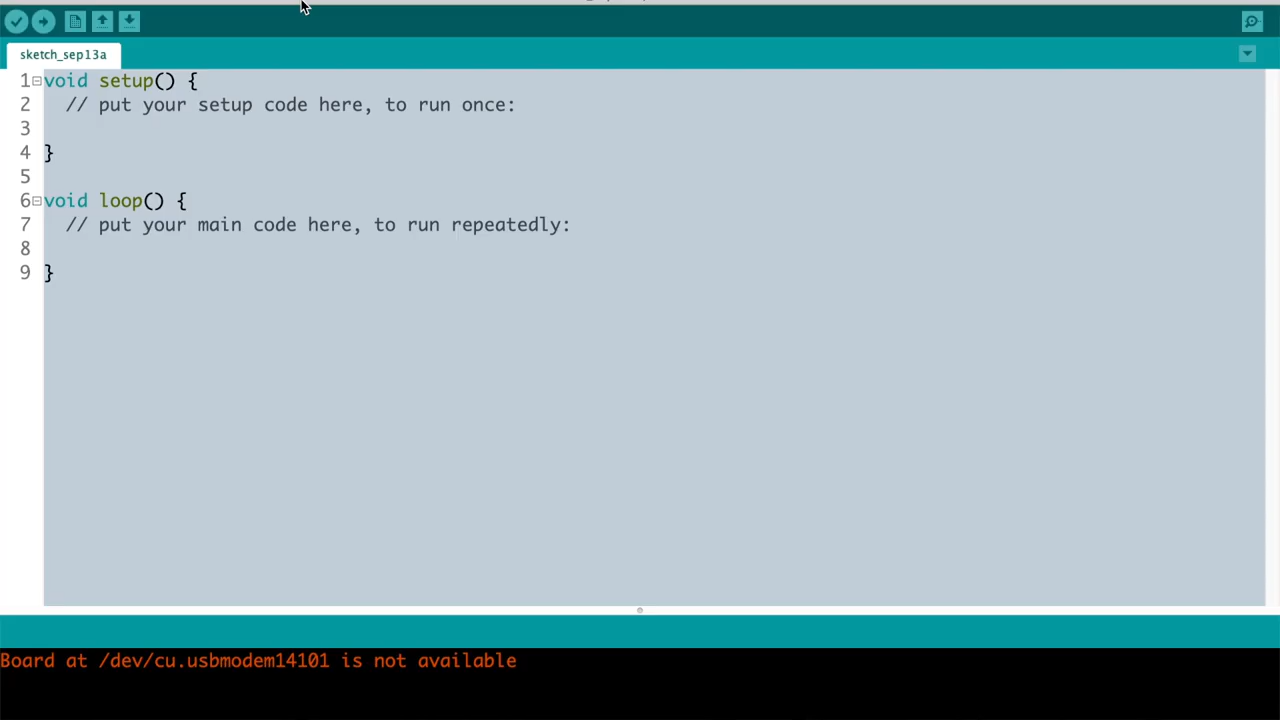 sketch_sep13a
1 void setup() {
2 // put your setup code here, to run once:
3
4 }
5
6 void loop() {
7 // put your main code here, to run repeatedly:
8
9 }
Board at /dev/cu.usbmodem14101 is not available